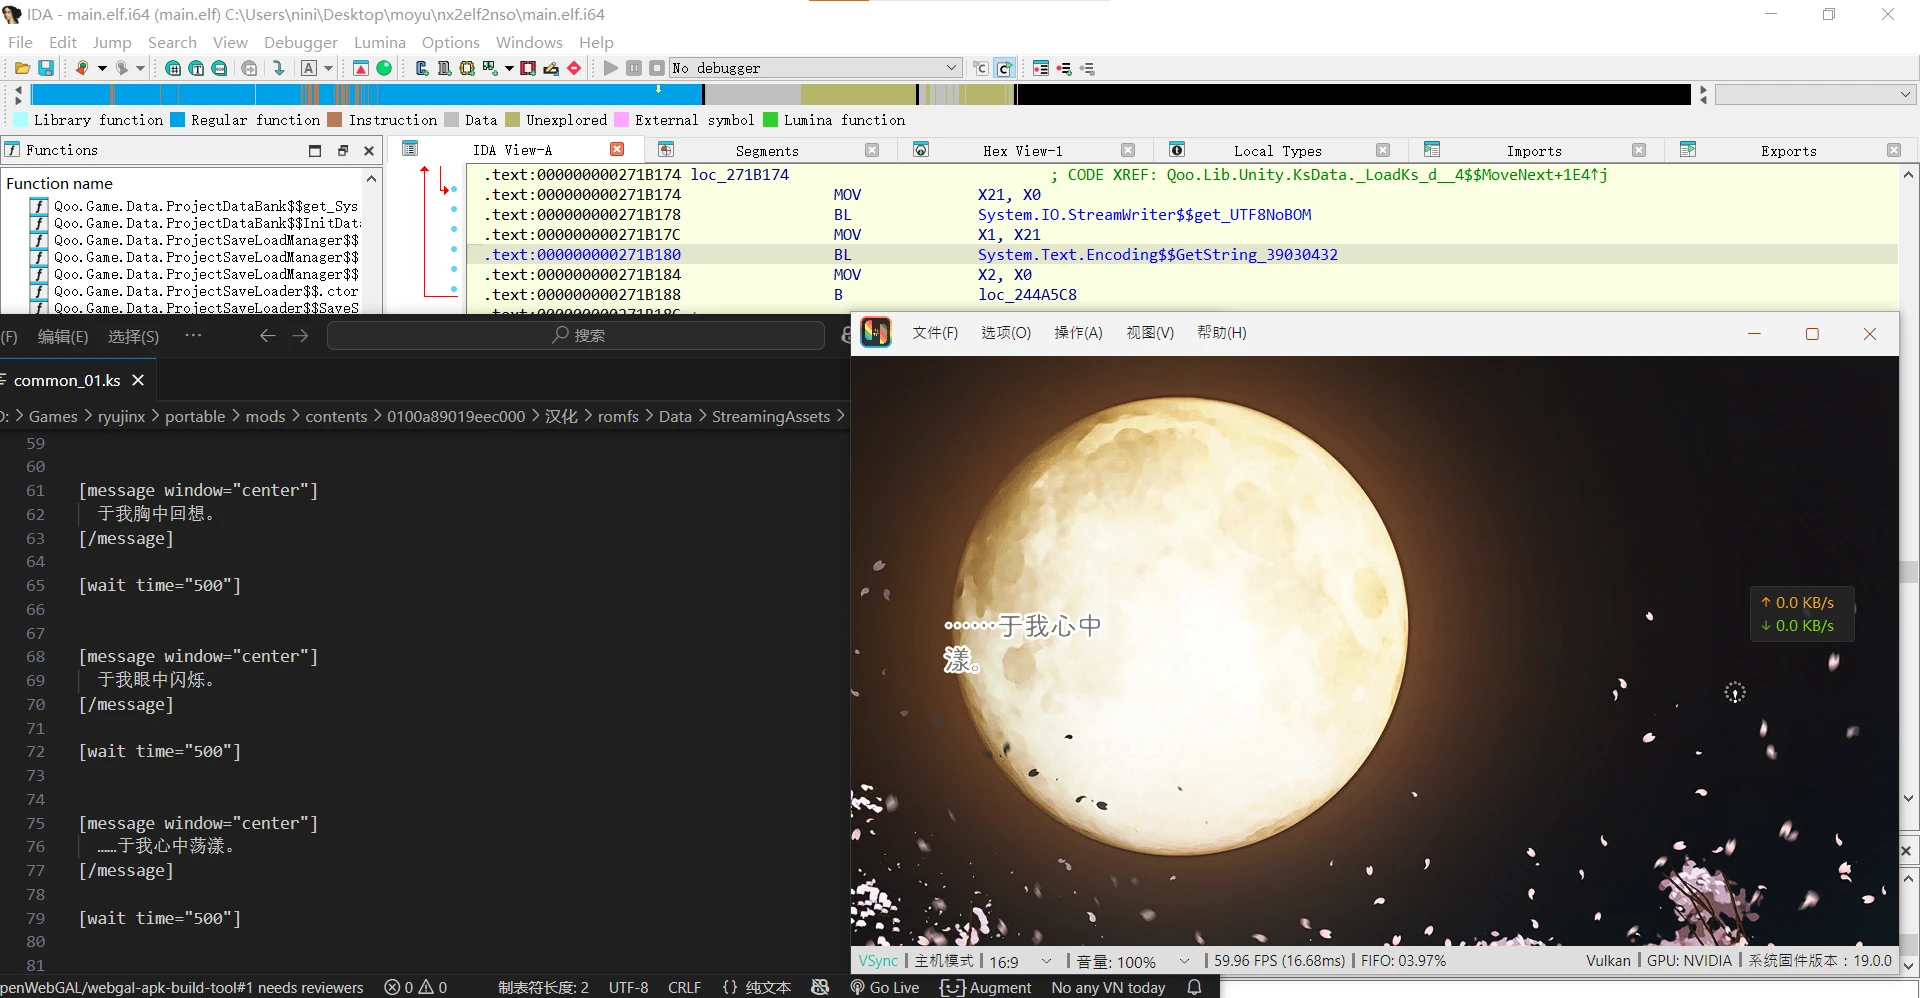 IDA - main.elf.i64 (main.elf) C:\Users\nini\Desktop\moyu\nx2elf2nso\main.elf.i64
File Edit Jump Search View Debugger Lumina Options Windows Help
No debugger
Library function Regular function Instruction Data Unexplored External symbol Lumina function
Functions
IDA View-A Segments Hex View-1 Local Types Imports Exports
Function name
Qoo.Game.Data.ProjectDataBank$$get_Sys
Qoo.Game.Data.ProjectDataBank$$InitDat
Qoo.Game.Data.ProjectSaveLoadManager$$
Qoo.Game.Data.ProjectSaveLoadManager$$
Qoo.Game.Data.ProjectSaveLoadManager$$
Qoo.Game.Data.ProjectSaveLoader$$.ctor
Qoo.Game.Data.ProjectSaveLoader$$SaveS
.text:000000000271B174 loc_271B174 ; CODE XREF: Qoo.Lib.Unity.KsData._LoadKs_d__4$$MoveNext+1E4↑j
.text:000000000271B174 MOV X21, X0
.text:000000000271B178 BL System.IO.StreamWriter$$get_UTF8NoBOM
.text:000000000271B17C MOV X1, X21
.text:000000000271B180 BL System.Text.Encoding$$GetString_39030432
.text:000000000271B184 MOV X2, X0
.text:000000000271B188 B loc_244A5C8
(F) 编辑(E) 选择(S) ··· ← → 搜索
common_01.ks
Games > ryujinx > portable > mods > contents > 0100a89019eec000 > 汉化 > romfs > Data > StreamingAssets >
59
60
61 [message window="center"]
62 于我胸中回想。
63 [/message]
64
65 [wait time="500"]
66
67
68 [message window="center"]
69 于我眼中闪烁。
70 [/message]
71
72 [wait time="500"]
73
74
75 [message window="center"]
76 ……于我心中荡漾。
77 [/message]
78
79 [wait time="500"]
80
81
penWebGAL/webgal-apk-build-tool#1 needs reviewers 0 0 制表符长度: 2 UTF-8 CRLF {} 纯文本 Go Live Augment No any VN today
文件(F) 选项(O) 操作(A) 视图(V) 帮助(H)
……于我心中
漾。
↑ 0.0 KB/s
↓ 0.0 KB/s
VSync | 主机模式 | 16:9 | 音量: 100% | 59.96 FPS (16.68ms) | FIFO: 03.97% Vulkan | GPU: NVIDIA | 系统固件版本：19.0.0